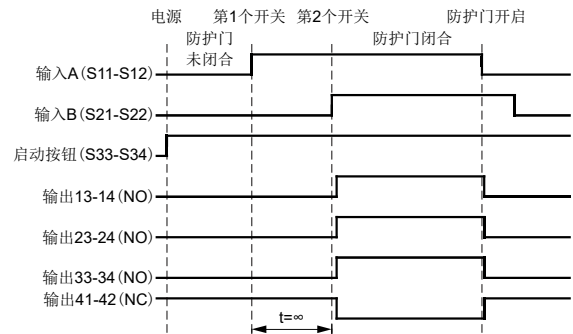 电源 第1个开关 第2个开关 防护门开启
防护门
未闭合
防护门闭合
输入A(S11-S12)
输入B(S21-S22)
启动按钮(S33-S34)
输出13-14(NO)
输出23-24(NO)
输出33-34(NO)
输出41-42(NC)
t=∞